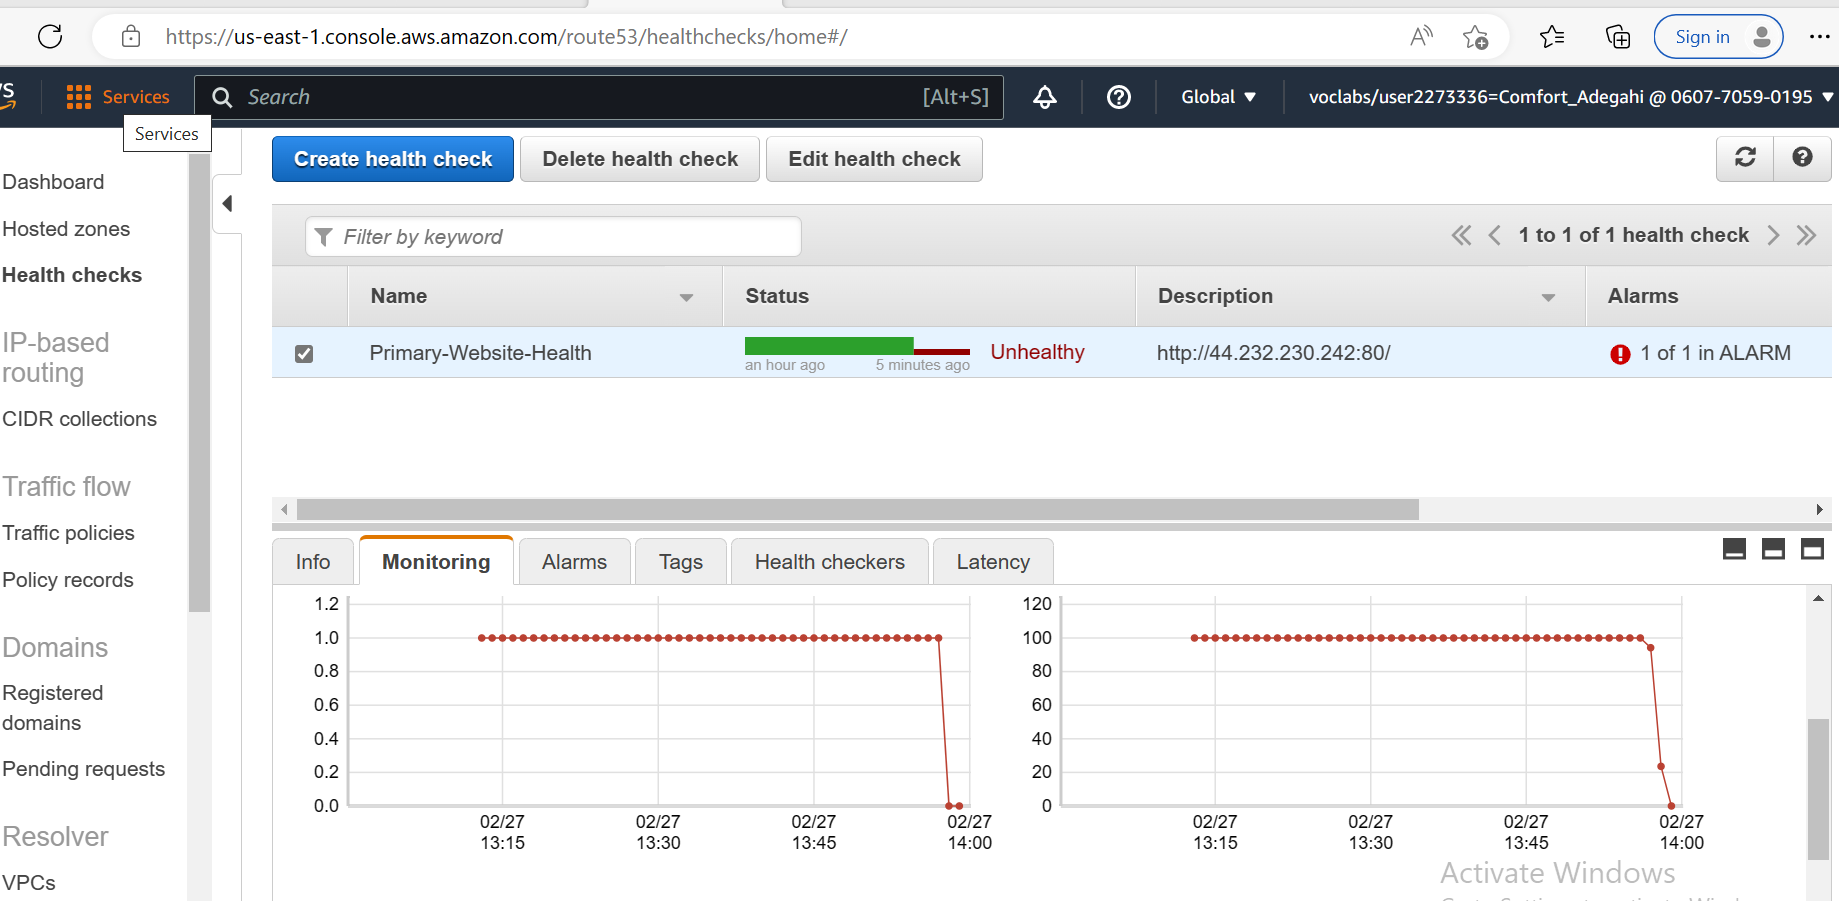 https://us-east-1.console.aws.amazon.com/route53/healthchecks/home#/
Sign in
Services
Search
[Alt+S]
Global
voclabs/user2273336=Comfort_Adegahi @ 0607-7059-0195
Services
Create health check
Delete health check
Edit health check
Dashboard
Hosted zones
Health checks
IP-based
routing
CIDR collections
Traffic flow
Traffic policies
Policy records
Domains
Registered
domains
Pending requests
Resolver
VPCs
Filter by keyword
1 to 1 of 1 health check
Name
Status
Description
Alarms
Primary-Website-Health
an hour ago
5 minutes ago
Unhealthy
http://44.232.230.242:80/
1 of 1 in ALARM
Info
Monitoring
Alarms
Tags
Health checkers
Latency
1.2
1.0
0.8
0.6
0.4
0.2
0.0
02/27
13:15
02/27
13:30
02/27
13:45
02/27
14:00
120
100
80
60
40
20
0
02/27
13:15
02/27
13:30
02/27
13:45
02/27
14:00
Activate Windows